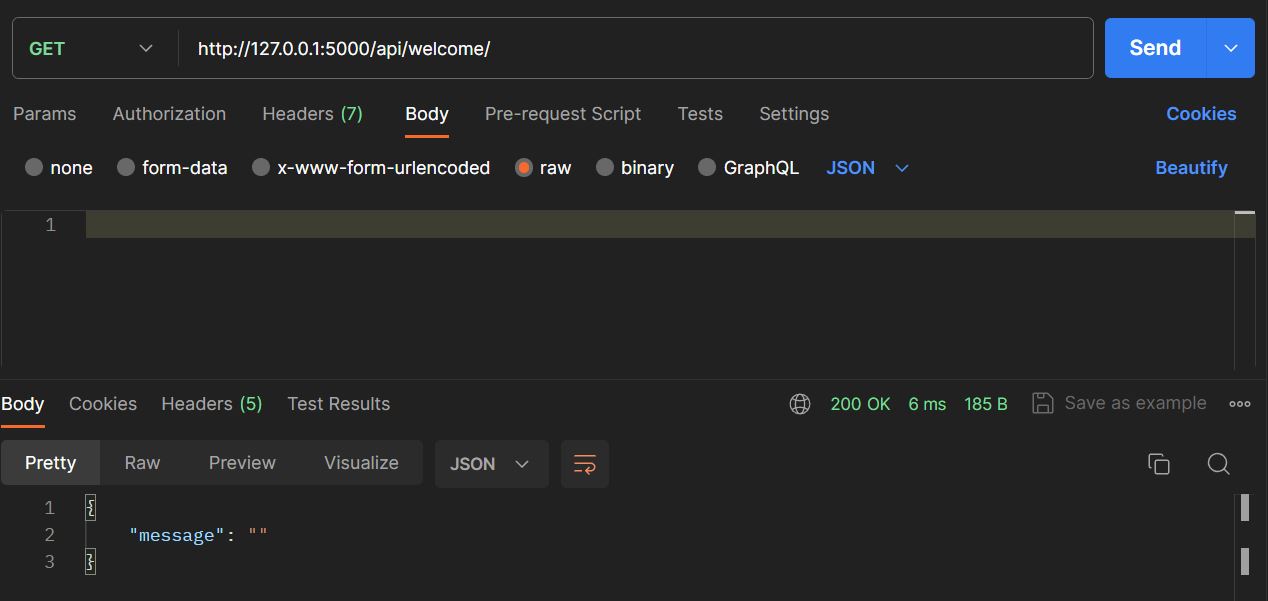 GET http://127.0.0.1:5000/api/welcome/ Send
Params Authorization Headers (7) Body Pre-request Script Tests Settings Cookies
none form-data x-www-form-urlencoded raw binary GraphQL JSON Beautify
1
Body Cookies Headers (5) Test Results 200 OK 6 ms 185 B Save as example
Pretty Raw Preview Visualize JSON
1 {
2 "message": ""
3 }